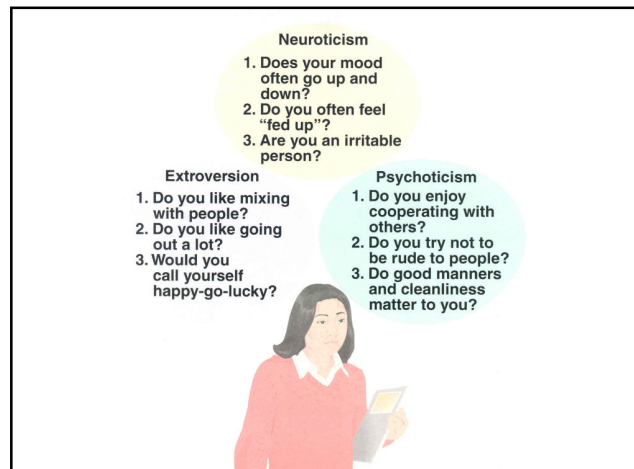 Neuroticism
1. Does your mood
often go up and
down?
2. Do you often feel
"fed up"?
3. Are you an irritable
person?
Extroversion
1. Do you like mixing
with people?
2. Do you like going
out a lot?
3. Would you
call yourself
happy-go-lucky?
Psychoticism
1. Do you enjoy
cooperating with
others?
2. Do you try not to
be rude to people?
3. Do good manners
and cleanliness
matter to you?